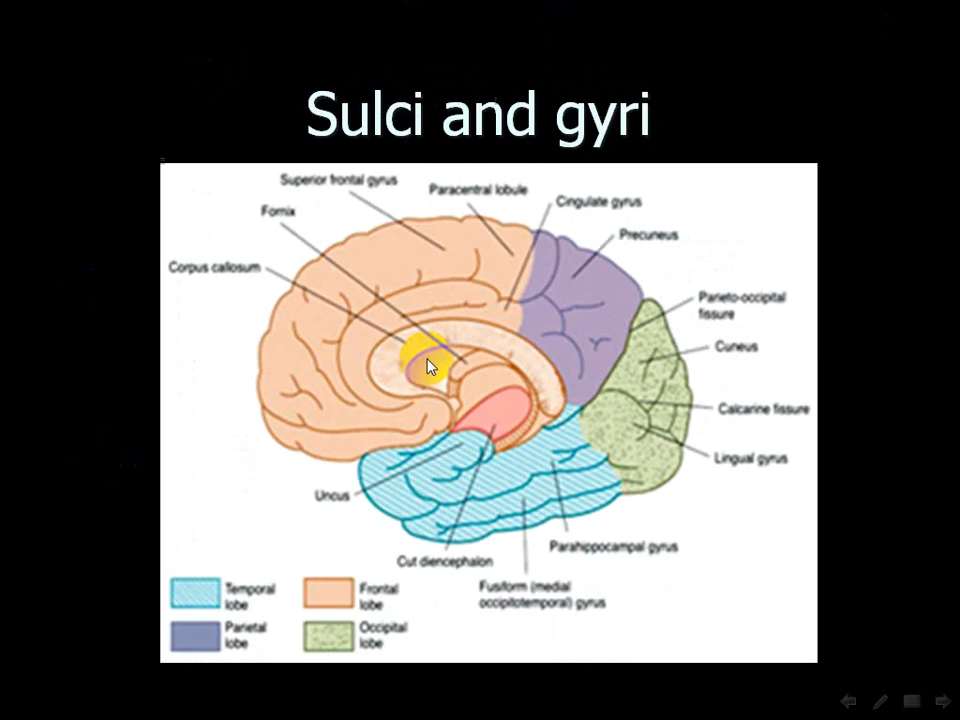 Sulci and gyri
Superior frontal gyrus
Paracentral lobule
Cingulate gyrus
Fornix
Precuneus
Corpus callosum
Parieto-occipital
fissure
Cuneus
Calcarine fissure
Lingual gyrus
Uncus
Parahippocampal gyrus
Cut diencephalon
Fusiform (medial
occipitotemporal) gyrus
Temporal
lobe
Frontal
lobe
Parietal
lobe
Occipital
lobe